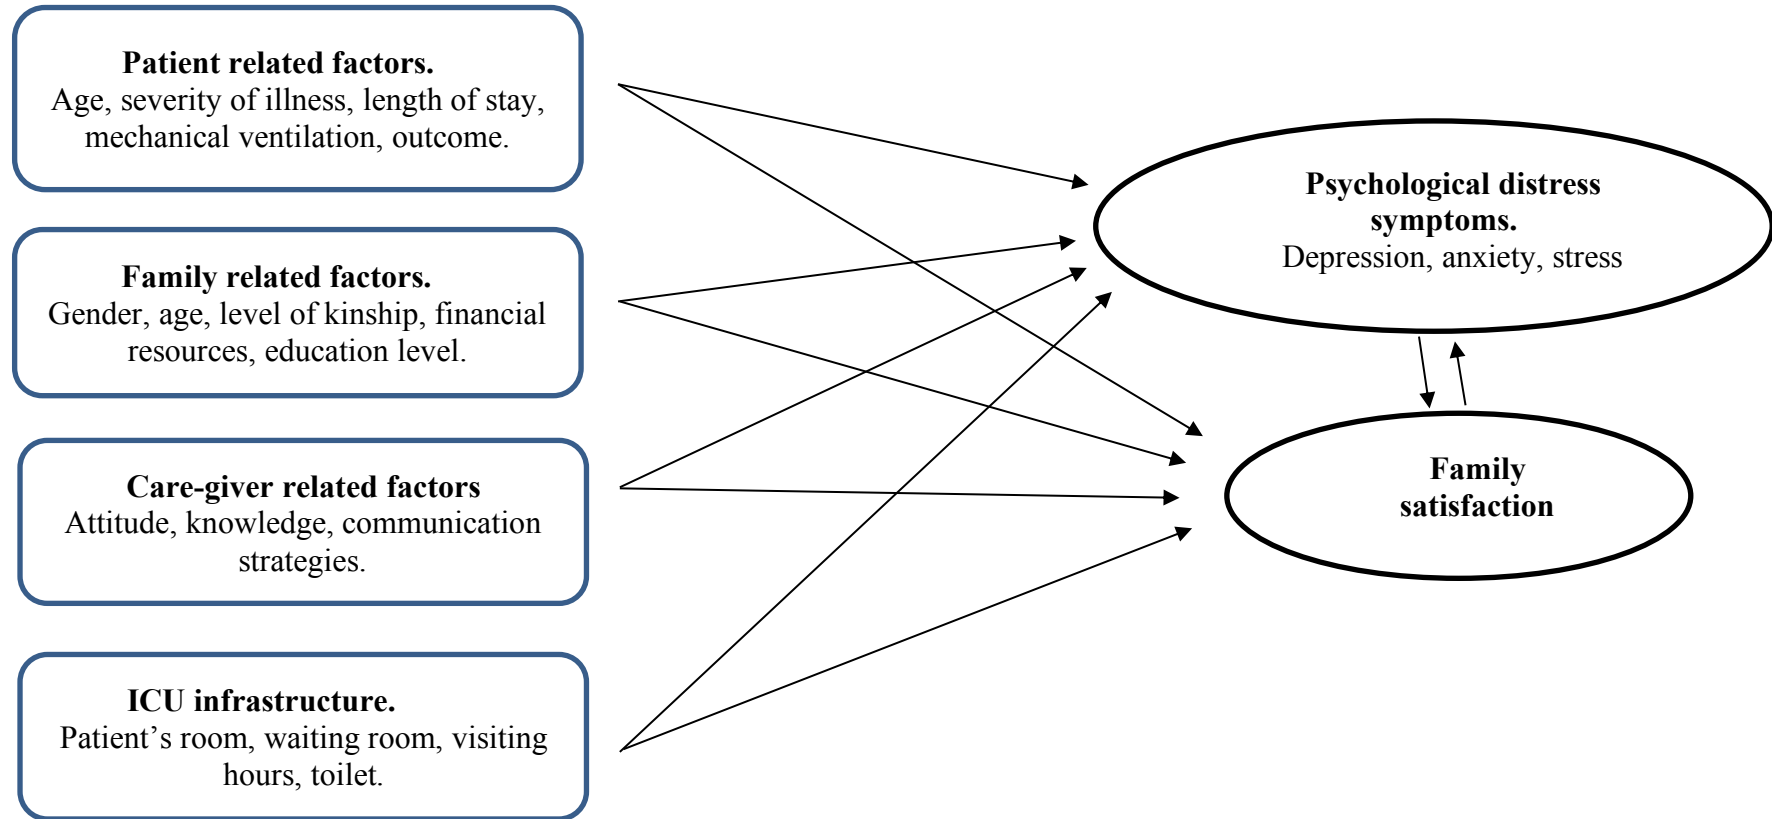 Patient related factors.
Age, severity of illness, length of stay,
mechanical ventilation, outcome.
Family related factors.
Gender, age, level of kinship, financial
resources, education level.
Care-giver related factors
Attitude, knowledge, communication
strategies.
ICU infrastructure.
Patient’s room, waiting room, visiting
hours, toilet.
Psychological distress
symptoms.
Depression, anxiety, stress
Family
satisfaction